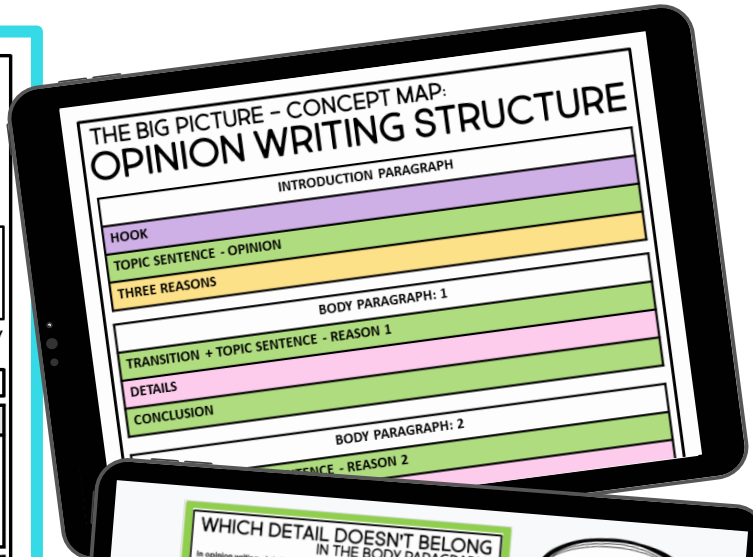 THE BIG PICTURE - CONCEPT MAP:
OPINION WRITING STRUCTURE
INTRODUCTION PARAGRAPH
HOOK
TOPIC SENTENCE - OPINION
THREE REASONS
BODY PARAGRAPH: 1
TRANSITION + TOPIC SENTENCE - REASON 1
DETAILS
CONCLUSION
BODY PARAGRAPH: 2
- REASON 2
WHICH DETAIL DOESN'T BELONG
IN THE BODY
In opinion